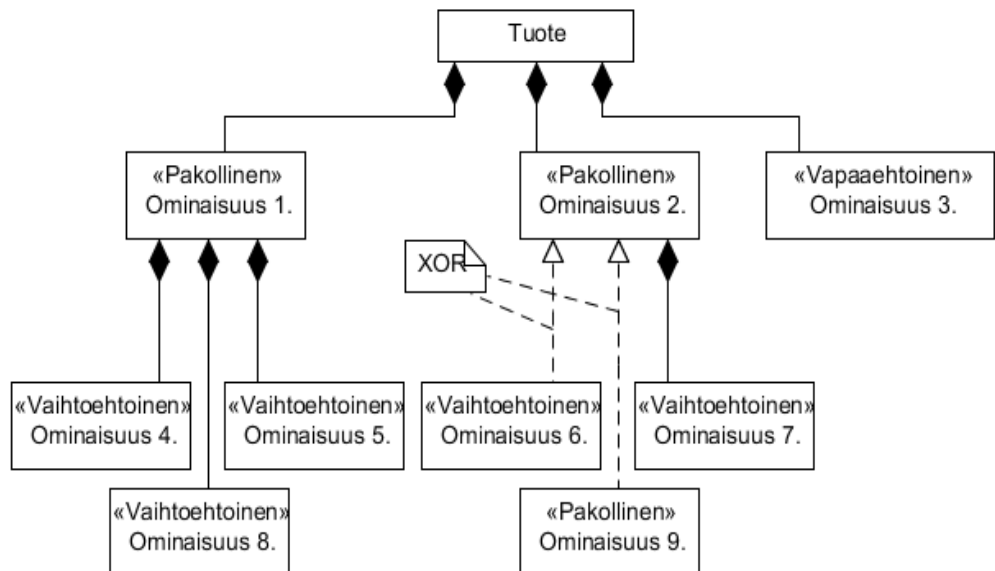 Tuote
«Pakollinen»
Ominaisuus 1.
«Pakollinen»
Ominaisuus 2.
«Vapaaehtoinen»
Ominaisuus 3.
XOR
«Vaihtoehtoinen»
Ominaisuus 4.
«Vaihtoehtoinen»
Ominaisuus 5.
«Vaihtoehtoinen»
Ominaisuus 6.
«Vaihtoehtoinen»
Ominaisuus 7.
«Vaihtoehtoinen»
Ominaisuus 8.
«Pakollinen»
Ominaisuus 9.